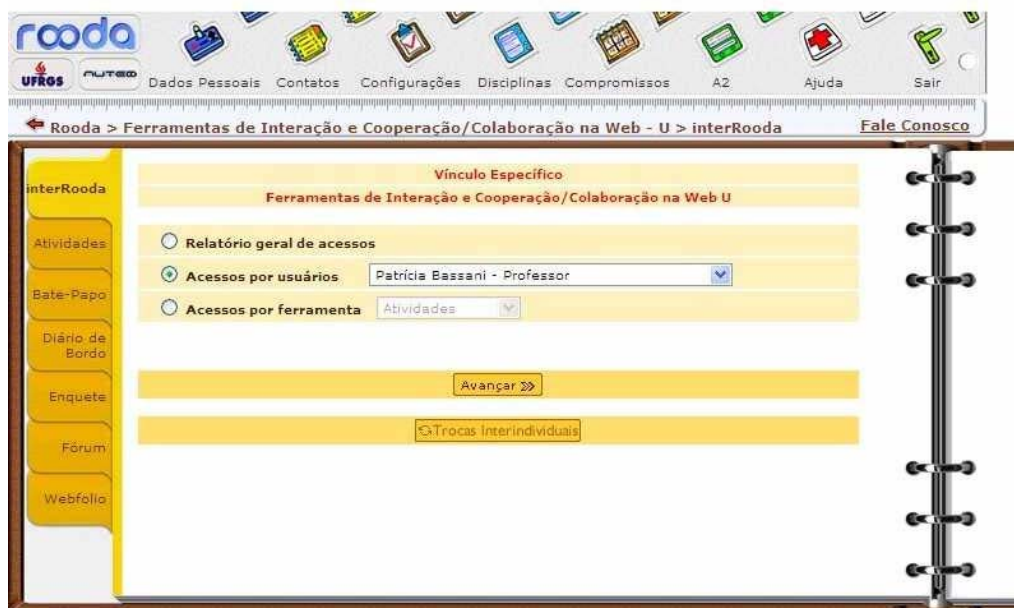 rooda
UFRGS NUTED
Dados Pessoais Contatos Configurações Disciplinas Compromissos A2 Ajuda Sair
Rooda > Ferramentas de Interação e Cooperação/Colaboração na Web - U > interRooda Fale Conosco
interRooda
Atividades
Bate-Papo
Diário de
Bordo
Enquete
Fórum
Webfolio
Vínculo Específico
Ferramentas de Interação e Cooperação/Colaboração na Web U
Relatório geral de acessos
Acessos por usuários Patrícia Bassani - Professor
Acessos por ferramenta Atividades
Avançar
Trocas Interindividuais